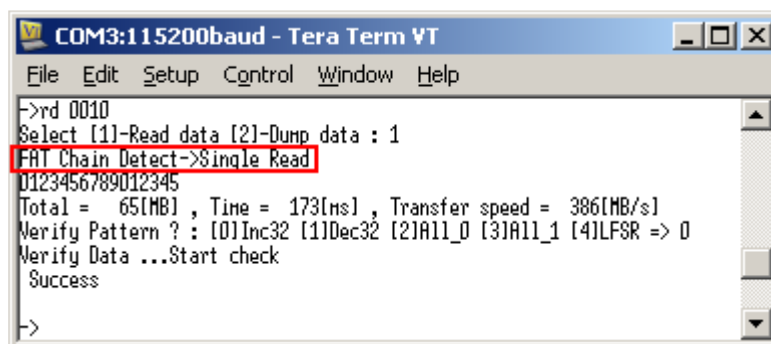 COM3:115200baud - Tera Term VT
File Edit Setup Control Window Help
->rd 0010
Select [1]-Read data [2]-Dump data : 1
FAT Chain Detect->Single Read
0123456789012345
Total = 65[MB] , Time = 173[ms] , Transfer speed = 386[MB/s]
Verify Pattern ? : [0]Inc32 [1]Dec32 [2]All_0 [3]All_1 [4]LFSR => 0
Verify Data ...Start check
Success
->